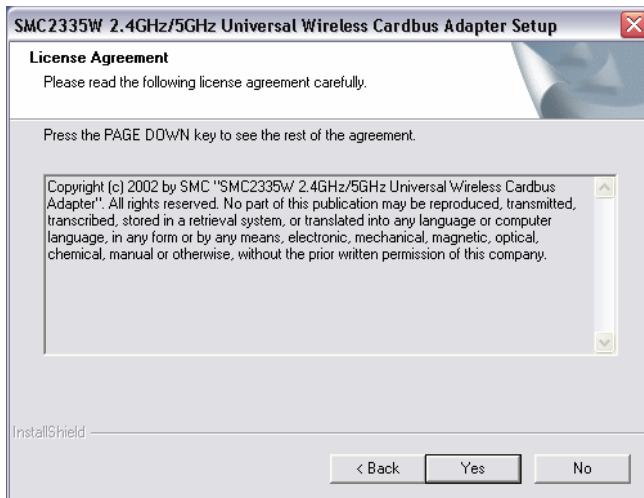 SMC2335W 2.4GHz/5GHz Universal Wireless Cardbus Adapter Setup
License Agreement
Please read the following license agreement carefully.
Press the PAGE DOWN key to see the rest of the agreement.
Copyright (c) 2002 by SMC "SMC2335W 2.4GHz/5GHz Universal Wireless Cardbus
Adapter". All rights reserved. No part of this publication may be reproduced, transmitted,
transcribed, stored in a retrieval system, or translated into any language or computer
language, in any form or by any means, electronic, mechanical, magnetic, optical,
chemical, manual or otherwise, without the prior written permission of this company.
InstallShield
< Back
Yes
No